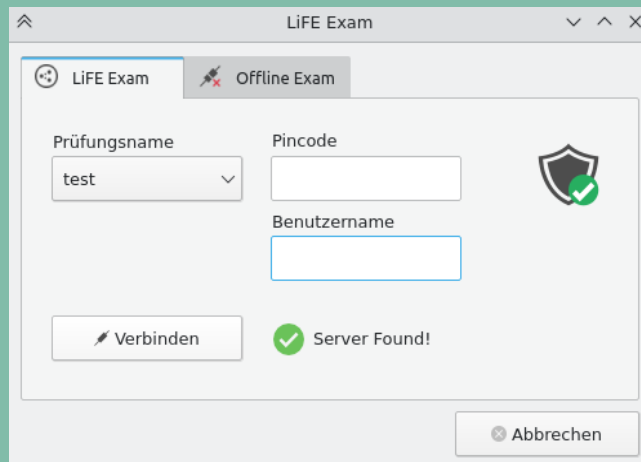 LiFE Exam
LiFE Exam
Offline Exam
Prüfungsname
Pincode
test
Benutzername
Verbinden
Server Found!
Abbrechen